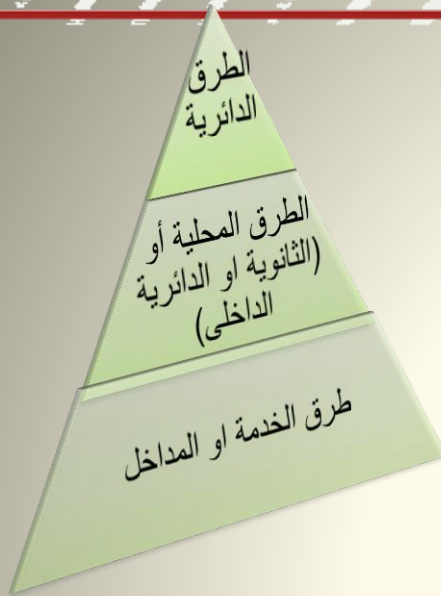 الطرق
الدائرية
الطرق المحلية أو
(الثانوية او الدائرية
الداخلى)
طرق الخدمة او المداخل